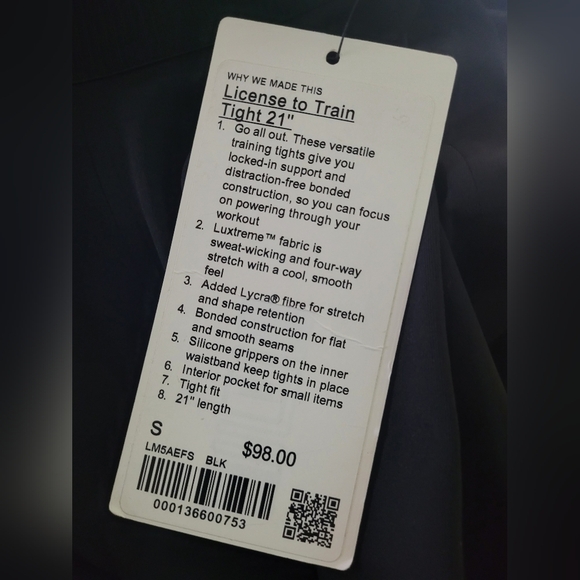 WHY WE MADE THIS
License to Train
Tight 21"
1. Go all out. These versatile
training tights give you
locked-in support and
distraction-free bonded
construction, so you can focus
on powering through your
workout
2. Luxtreme™ fabric is
sweat-wicking and four-way
stretch with a cool, smooth
feel
3. Added Lycra® fibre for stretch
and shape retention
4. Bonded construction for flat
and smooth seams
5. Silicone grippers on the inner
waistband keep tights in place
6. Interior pocket for small items
7. Tight fit
8. 21" length
S
LM5AEFS BLK $98.00
000136600753